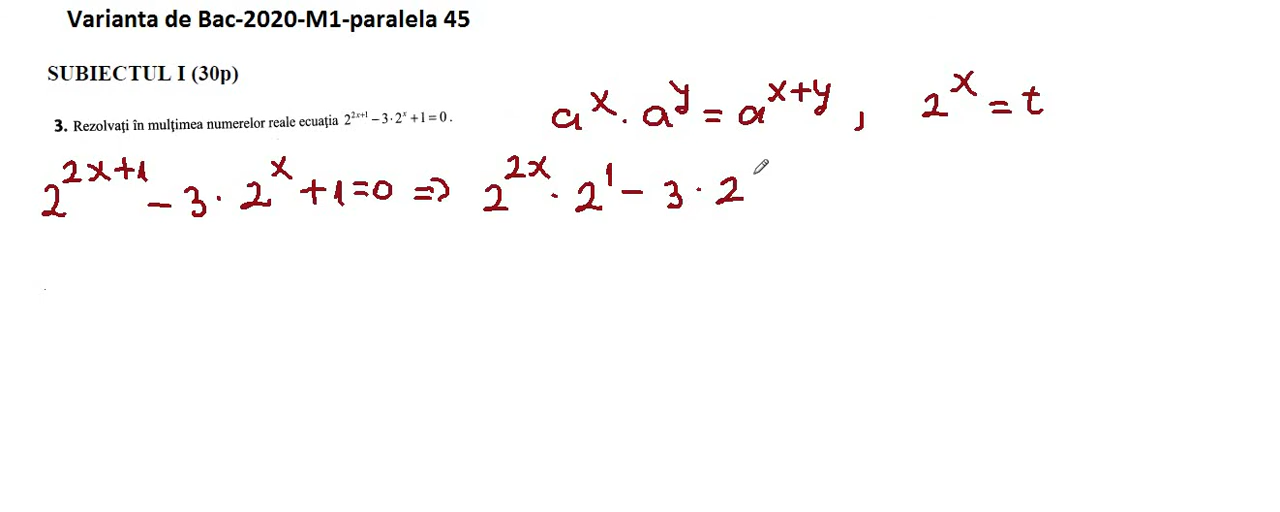 Varianta de Bac-2020-M1-paralela 45
SUBIECTUL I (30p)
a^x · a^y = a^{x+y}, 2^x = t
3. Rezolvați în mulțimea numerelor reale ecuația 2^{2x+1} − 3·2^x + 1 = 0.
2^{2x+1} − 3 · 2^x + 1 = 0 ⇒ 2^{2x} · 2^1 − 3 · 2